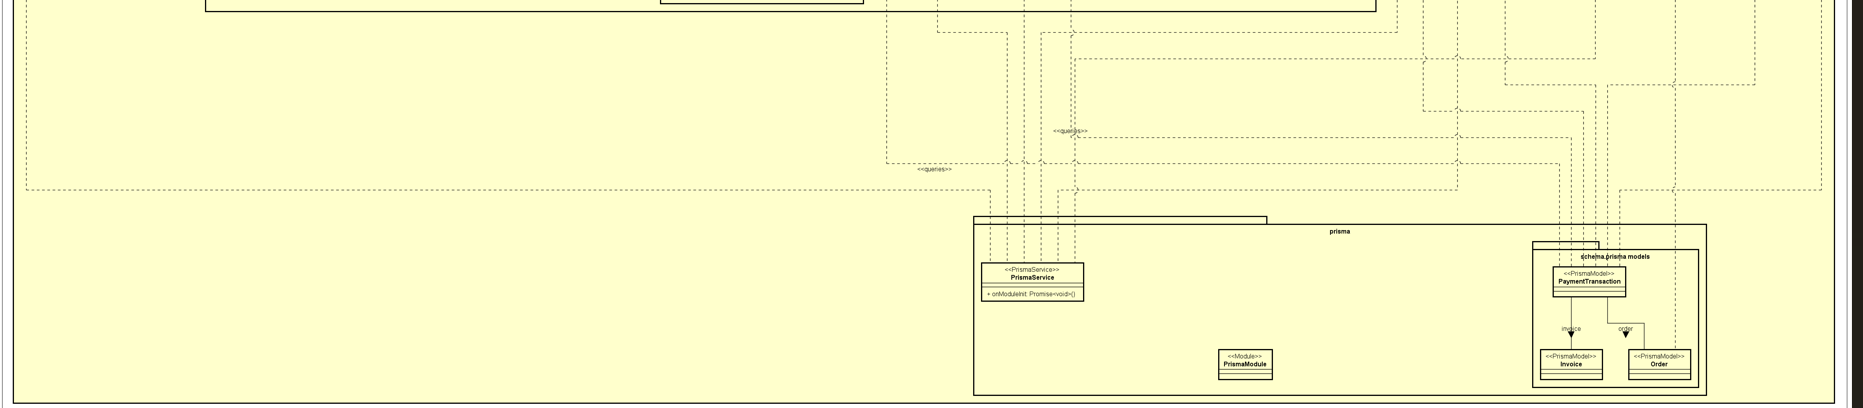 <<queries>>
<<queries>>
prisma
schema.prisma models
<<PrismaService>>
PrismaService
+ onModuleInit: Promise<void>()
<<PrismaModel>>
PaymentTransaction
invoice
order
<<Module>>
PrismaModule
<<PrismaModel>>
Invoice
<<PrismaModel>>
Order